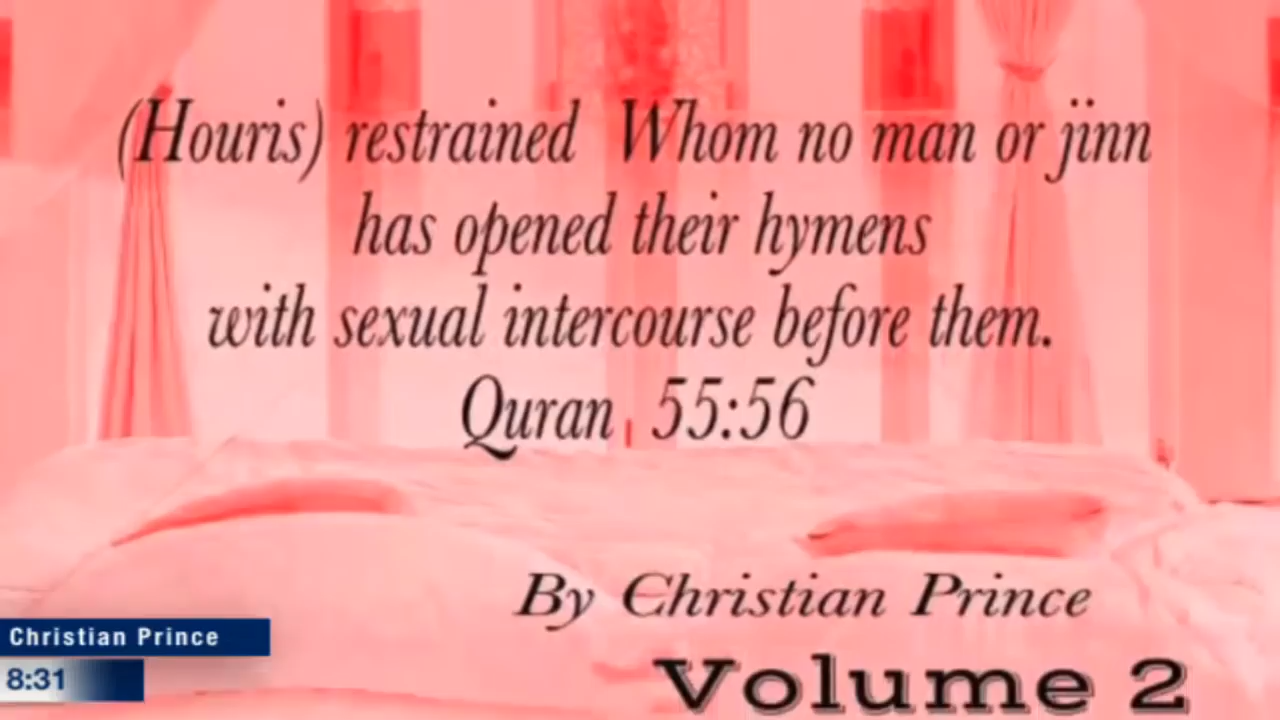 (Houris) restrained Whom no man or jinn
has opened their hymens
with sexual intercourse before them.
Quran 55:56
By Christian Prince
Volume 2
Christian Prince
8:31